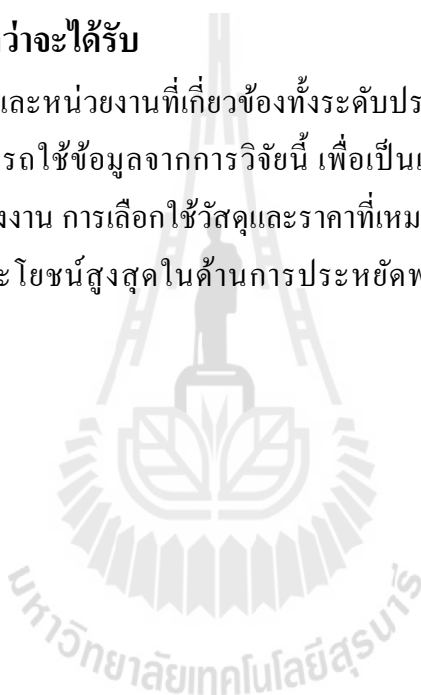 ว่าจะได้รับ
และหน่วยงานที่เกี่ยวข้องทั้งระดับประ
รถใช้ข้อมูลจากการวิจัยนี้ เพื่อเป็นแ
งงาน การเลือกใช้วัสดุและราคาที่เหม
ะโยชน์สูงสุดในด้านการประหยัดพ
มหาวิทยาลัยเทคโนโลยีสุรนารี